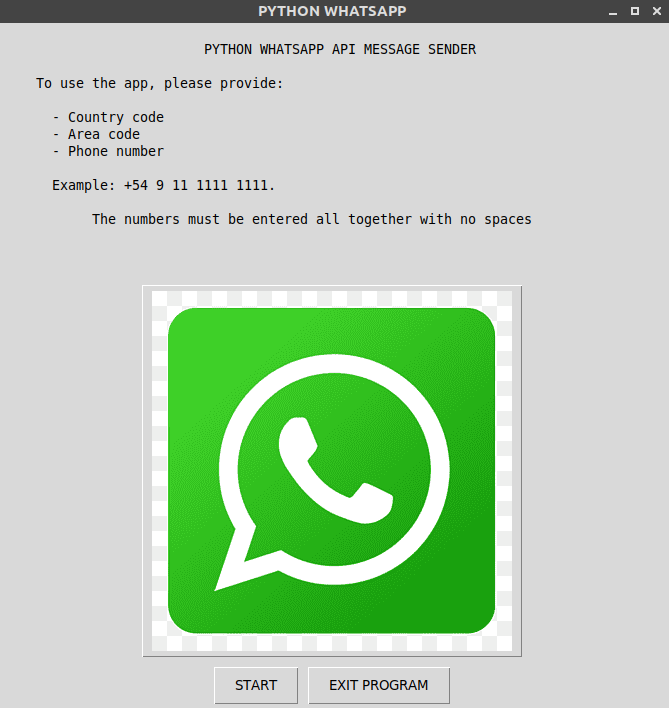 PYTHON WHATSAPP
PYTHON WHATSAPP API MESSAGE SENDER
To use the app, please provide:
- Country code
- Area code
- Phone number
Example: +54 9 11 1111 1111.
The numbers must be entered all together with no spaces
START
EXIT PROGRAM